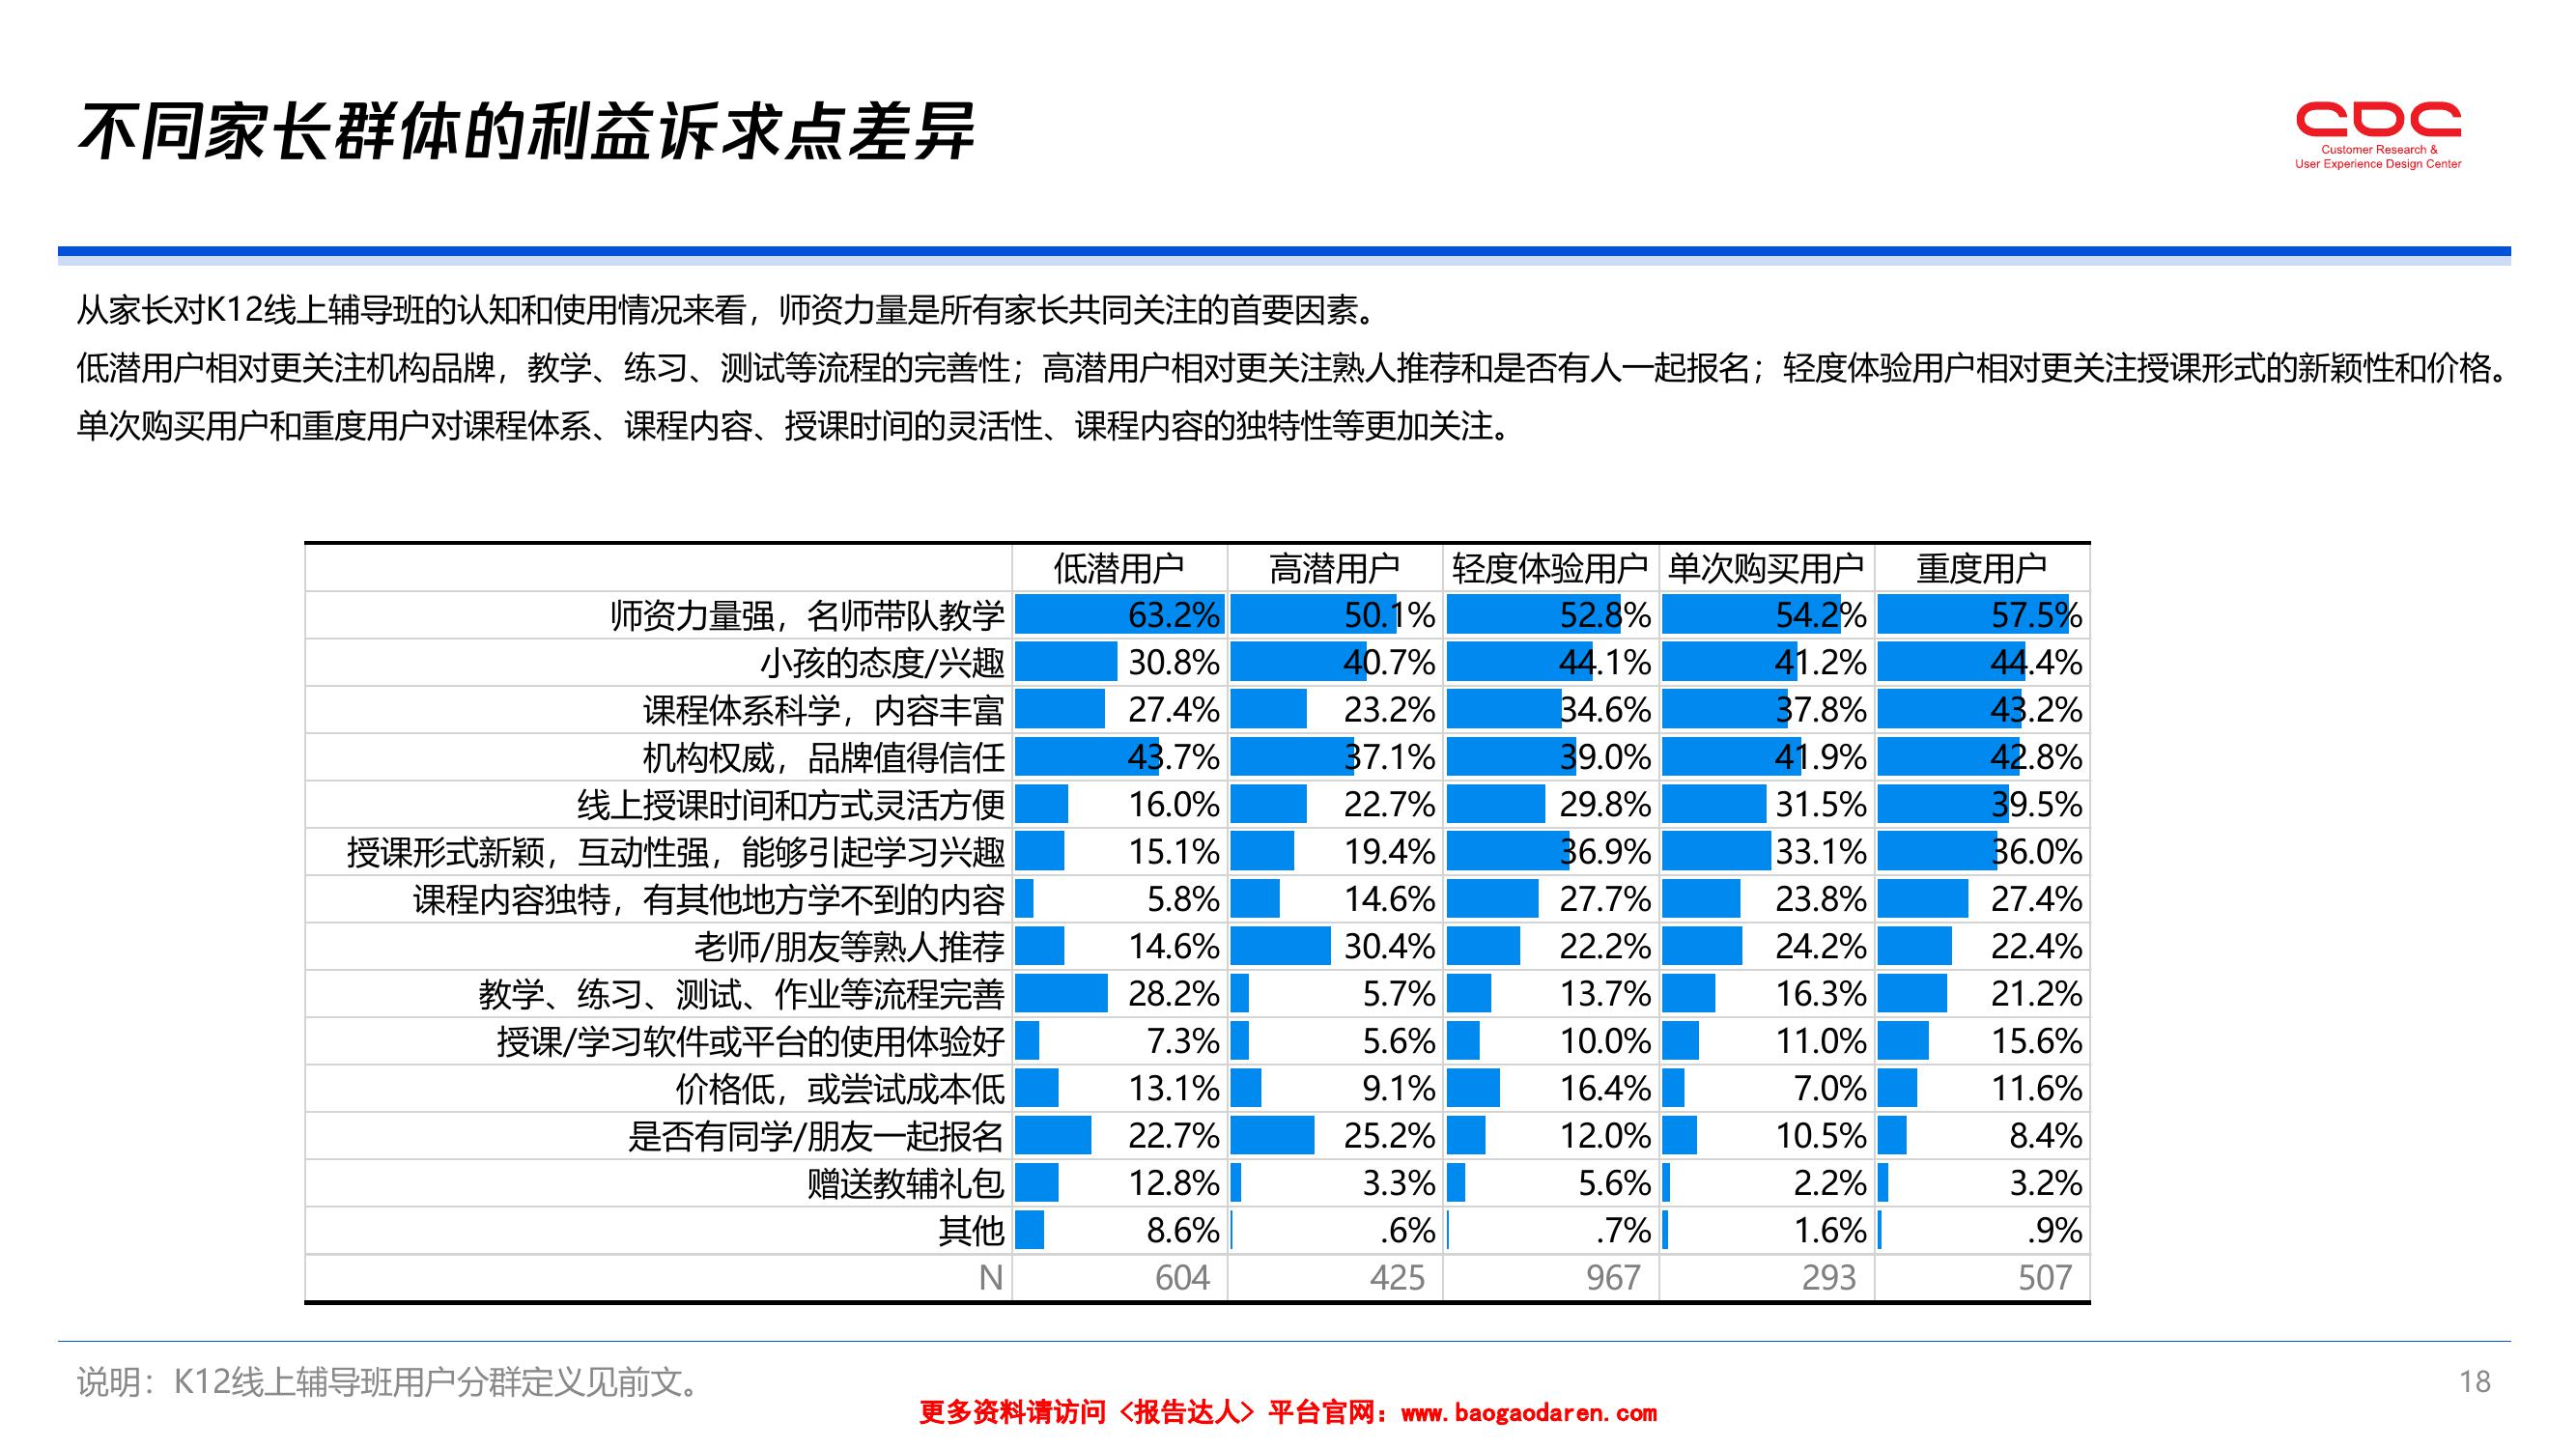 不同家长群体的利益诉求点差异
CDC
Customer Research &
User Experience Design Center
从家长对K12线上辅导班的认知和使用情况来看，师资力量是所有家长共同关注的首要因素。
低潜用户相对更关注机构品牌，教学、练习、测试等流程的完善性；高潜用户相对更关注熟人推荐和是否有人一起报名；轻度体验用户相对更关注授课形式的新颖性和价格。
单次购买用户和重度用户对课程体系、课程内容、授课时间的灵活性、课程内容的独特性等更加关注。
低潜用户 高潜用户 轻度体验用户 单次购买用户 重度用户
师资力量强，名师带队教学 63.2% 50.1% 52.8% 54.2% 57.5%
小孩的态度/兴趣 30.8% 40.7% 44.1% 41.2% 44.4%
课程体系科学，内容丰富 27.4% 23.2% 34.6% 37.8% 43.2%
机构权威，品牌值得信任 43.7% 37.1% 39.0% 41.9% 42.8%
线上授课时间和方式灵活方便 16.0% 22.7% 29.8% 31.5% 39.5%
授课形式新颖，互动性强，能够引起学习兴趣 15.1% 19.4% 36.9% 33.1% 36.0%
课程内容独特，有其他地方学不到的内容 5.8% 14.6% 27.7% 23.8% 27.4%
老师/朋友等熟人推荐 14.6% 30.4% 22.2% 24.2% 22.4%
教学、练习、测试、作业等流程完善 28.2% 5.7% 13.7% 16.3% 21.2%
授课/学习软件或平台的使用体验好 7.3% 5.6% 10.0% 11.0% 15.6%
价格低，或尝试成本低 13.1% 9.1% 16.4% 7.0% 11.6%
是否有同学/朋友一起报名 22.7% 25.2% 12.0% 10.5% 8.4%
赠送教辅礼包 12.8% 3.3% 5.6% 2.2% 3.2%
其他 8.6% .6% .7% 1.6% .9%
N 604 425 967 293 507
说明：K12线上辅导班用户分群定义见前文。
18
更多资料请访问〈报告达人〉平台官网：www.baogaodaren.com